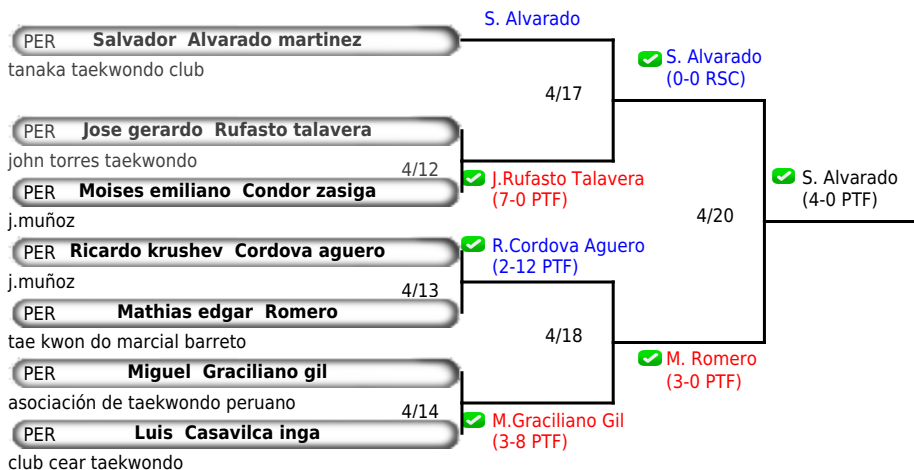 S. Alvarado
PER Salvador Alvarado martinez
tanaka taekwondo club
S. Alvarado
(0-0 RSC)
4/17
PER Jose gerardo Rufasto talavera
john torres taekwondo
4/12
J.Rufasto Talavera
(7-0 PTF)
PER Moises emiliano Condor zasiga
j.muñoz
S. Alvarado
(4-0 PTF)
4/20
PER Ricardo krushev Cordova aguero
j.muñoz
R.Cordova Aguero
(2-12 PTF)
4/13
PER Mathias edgar Romero
tae kwon do marcial barreto
4/18
M. Romero
(3-0 PTF)
PER Miguel Graciliano gil
asociación de taekwondo peruano
4/14
M.Graciliano Gil
(3-8 PTF)
PER Luis Casavilca inga
club cear taekwondo